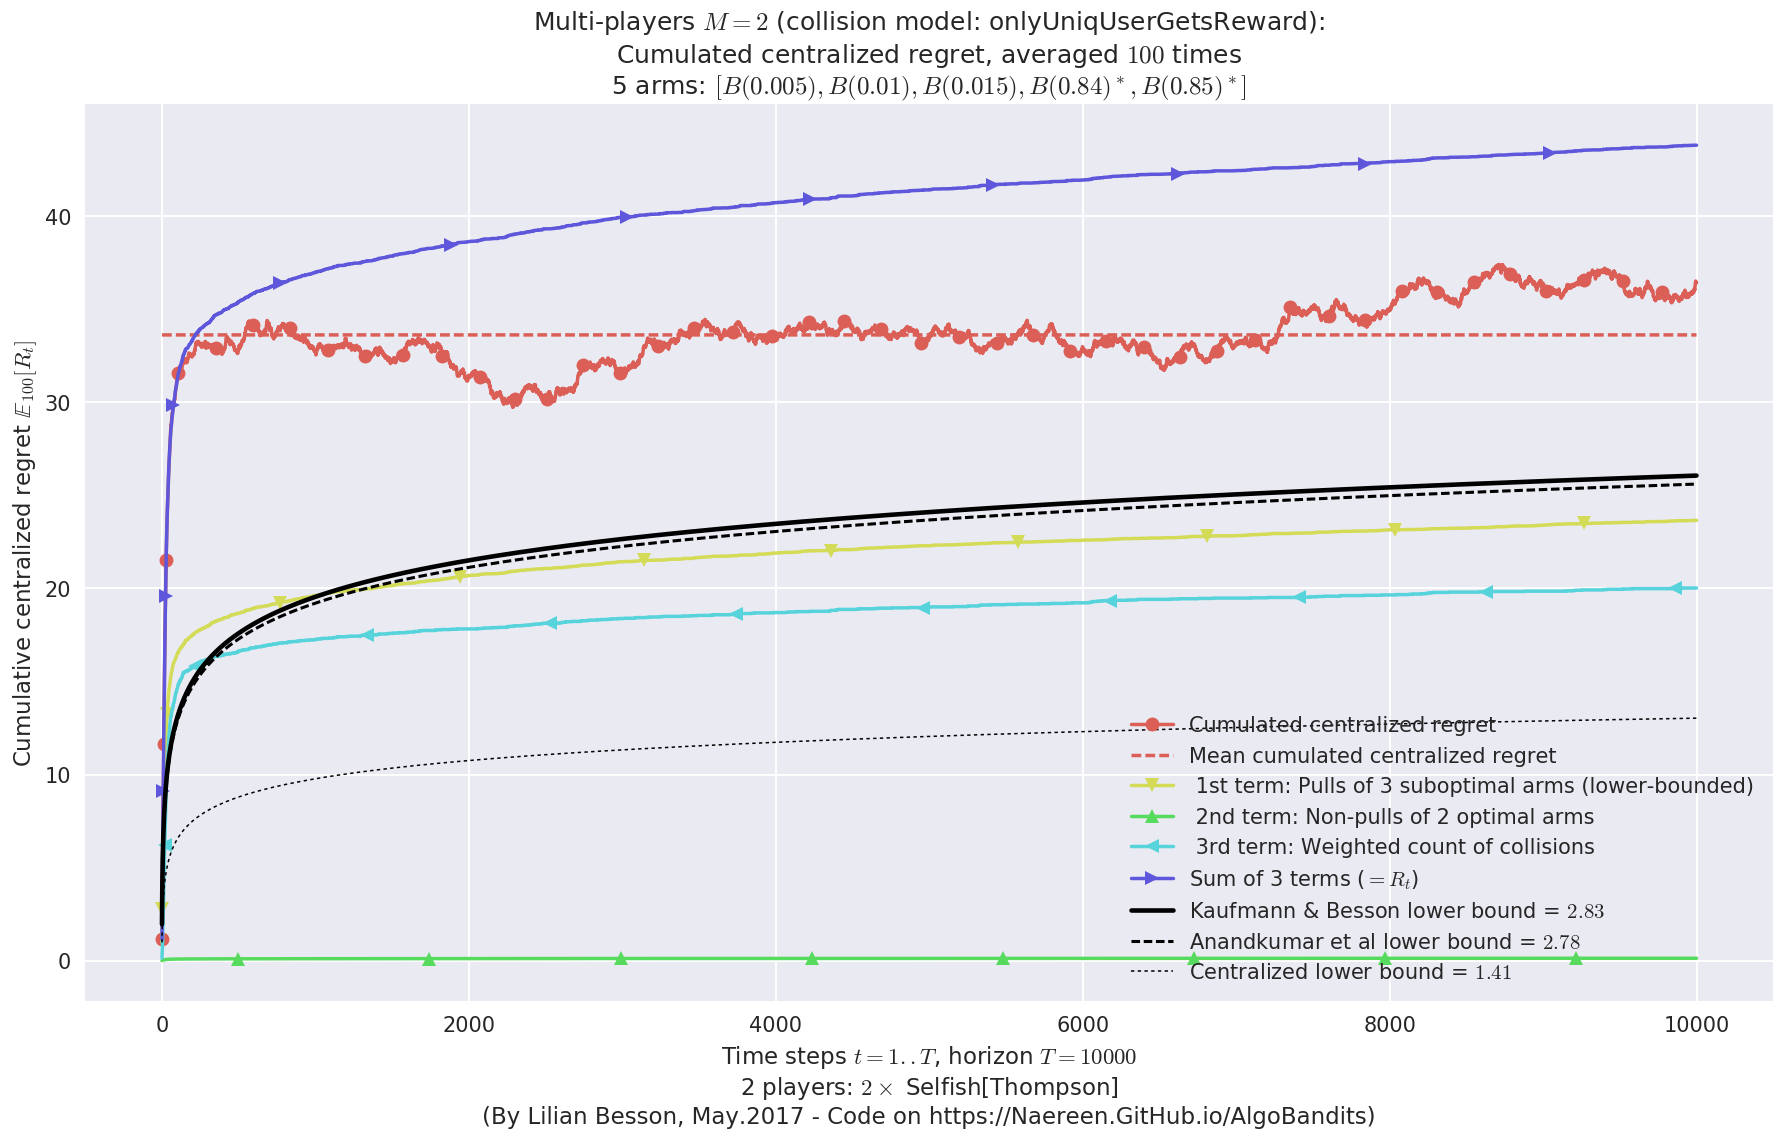 Multi-players M = 2 (collision model: onlyUniqUserGetsReward):
Cumulated centralized regret, averaged 100 times
5 arms: [B(0.005), B(0.01), B(0.015), B(0.84)*, B(0.85)*]
Cumulative centralized regret 𝔼₁₀₀[Rₜ]
40
30
20
10
0
Cumulated centralized regret
Mean cumulated centralized regret
1st term: Pulls of 3 suboptimal arms (lower-bounded)
2nd term: Non-pulls of 2 optimal arms
3rd term: Weighted count of collisions
Sum of 3 terms (= Rₜ)
Kaufmann & Besson lower bound = 2.83
Anandkumar et al lower bound = 2.78
Centralized lower bound = 1.41
0 2000 4000 6000 8000 10000
Time steps t = 1..T, horizon T = 10000
2 players: 2 × Selfish[Thompson]
(By Lilian Besson, May.2017 - Code on https://Naereen.GitHub.io/AlgoBandits)